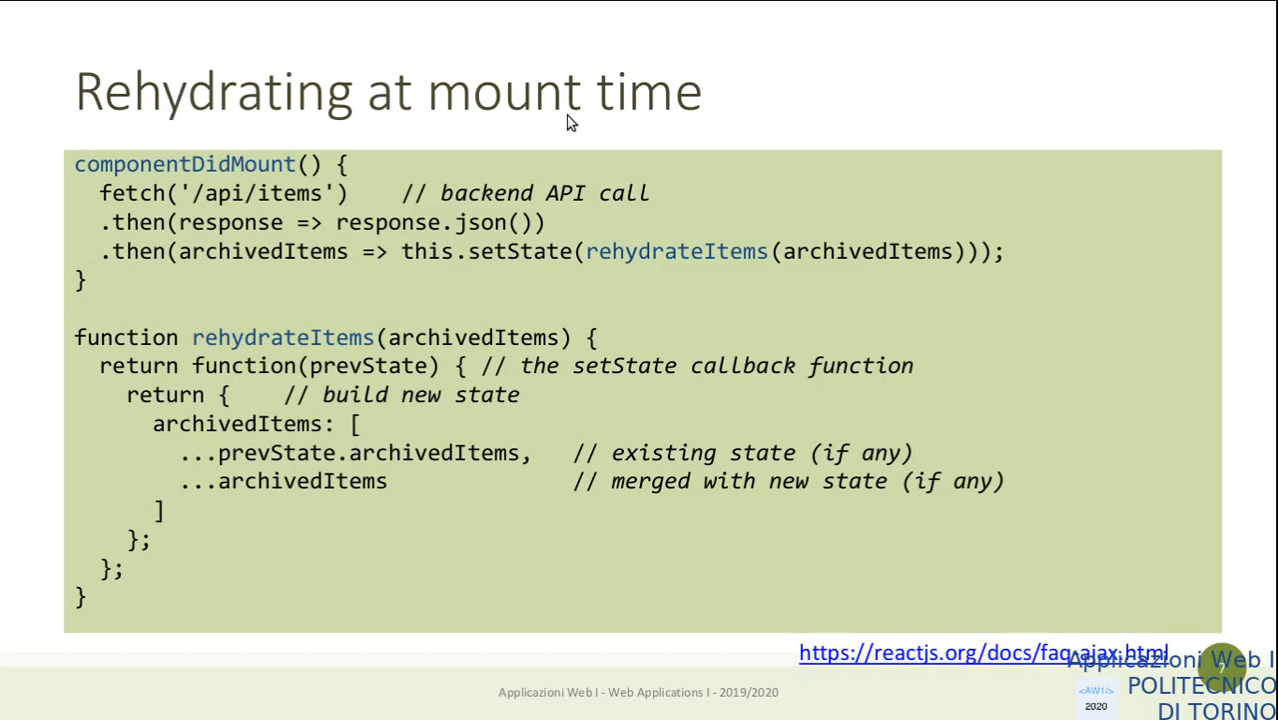 Rehydrating at mount time
componentDidMount() {
  fetch('/api/items')    // backend API call
  .then(response => response.json())
  .then(archivedItems => this.setState(rehydrateItems(archivedItems)));
}
function rehydrateItems(archivedItems) {
  return function(prevState) { // the setState callback function
    return {    // build new state
      archivedItems: [
        ...prevState.archivedItems,   // existing state (if any)
        ...archivedItems              // merged with new state (if any)
      ]
    };
  };
}
https://reactjs.org/docs/faq-ajax.html
Applicazioni Web I - Web Applications I - 2019/2020
7
Applicazioni Web I
POLITECNICO
DI TORINO
<AW1/>
2020